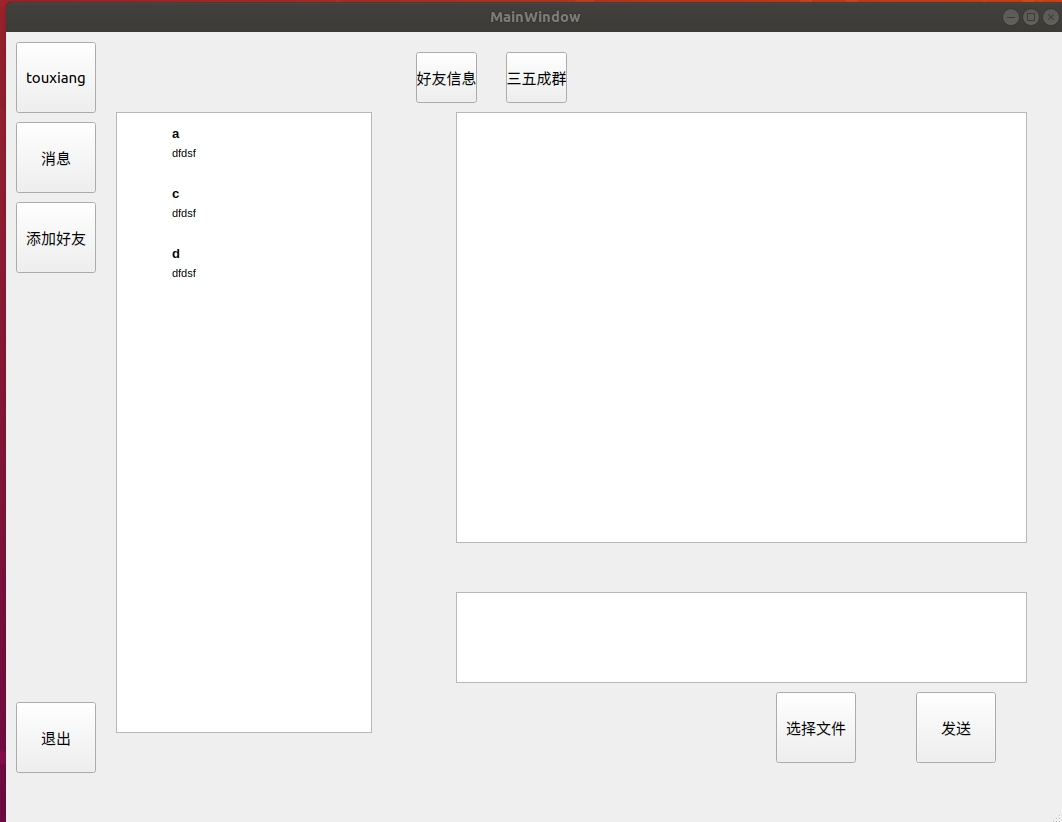 MainWindow
touxiang
好友信息
三五成群
消息
添加好友
a
dfdsf
c
dfdsf
d
dfdsf
选择文件
发送
退出